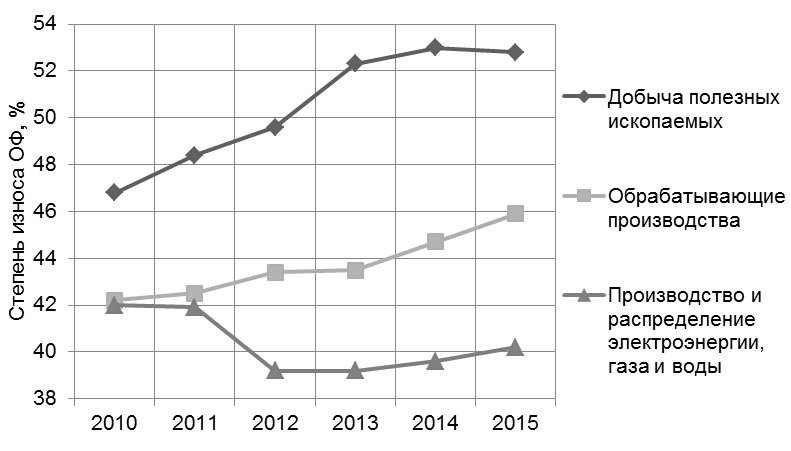 Степень износа ОФ, %
54
52
50
48
46
44
42
40
38
2010 2011 2012 2013 2014 2015
Добыча полезных
ископаемых
Обрабатывающие
производства
Производство и
распределение
электроэнергии,
газа и воды